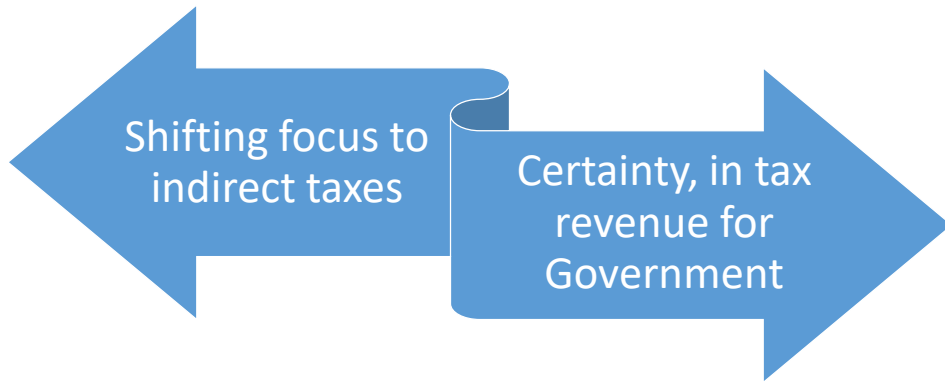 Shifting focus to
indirect taxes
Certainty, in tax
revenue for
Government